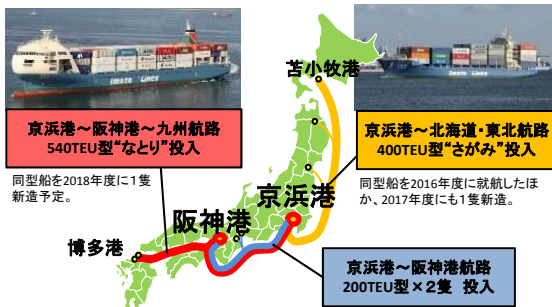 Imoto Lines
Imoto Lines
京浜港～阪神港～九州航路
540TEU型“なとり”投入
同型船を2018年度に1隻
新造予定。
苫小牧港
京浜港～北海道・東北航路
400TEU型“さがみ”投入
同型船を2016年度に就航したほ
か、2017年度にも1隻新造。
京浜港
阪神港
博多港
京浜港～阪神港航路
200TEU型×2隻 投入